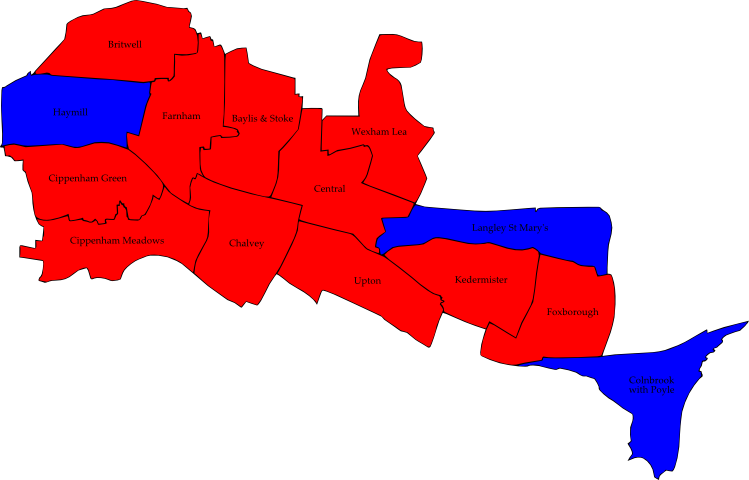 Britwell
Haymill
Farnham
Baylis & Stoke
Wexham Lea
Cippenham Green
Central
Cippenham Meadows
Chalvey
Langley St Mary's
Upton
Kedermister
Foxborough
Colnbrook
with Poyle